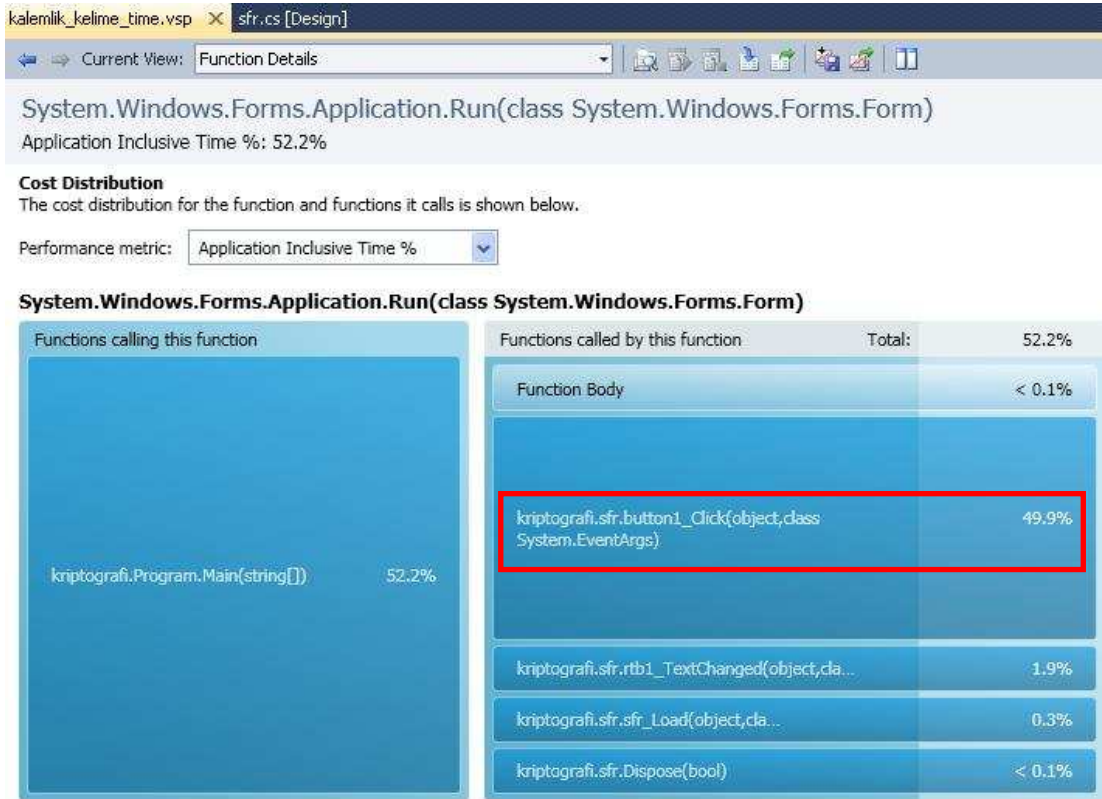 kalemlik_kelime_time.vsp
sfr.cs [Design]
Current View: Function Details
System.Windows.Forms.Application.Run(class System.Windows.Forms.Form)
Application Inclusive Time %: 52.2%
Cost Distribution
The cost distribution for the function and functions it calls is shown below.
Performance metric: Application Inclusive Time %
System.Windows.Forms.Application.Run(class System.Windows.Forms.Form)
Functions calling this function
kriptografi.Program.Main(string[]) 52.2%
Functions called by this function Total: 52.2%
Function Body < 0.1%
kriptografi.sfr.button1_Click(object,class 49.9%
System.EventArgs)
kriptografi.sfr.rtb1_TextChanged(object,cla... 1.9%
kriptografi.sfr.sfr_Load(object,cla... 0.3%
kriptografi.sfr.Dispose(bool) < 0.1%